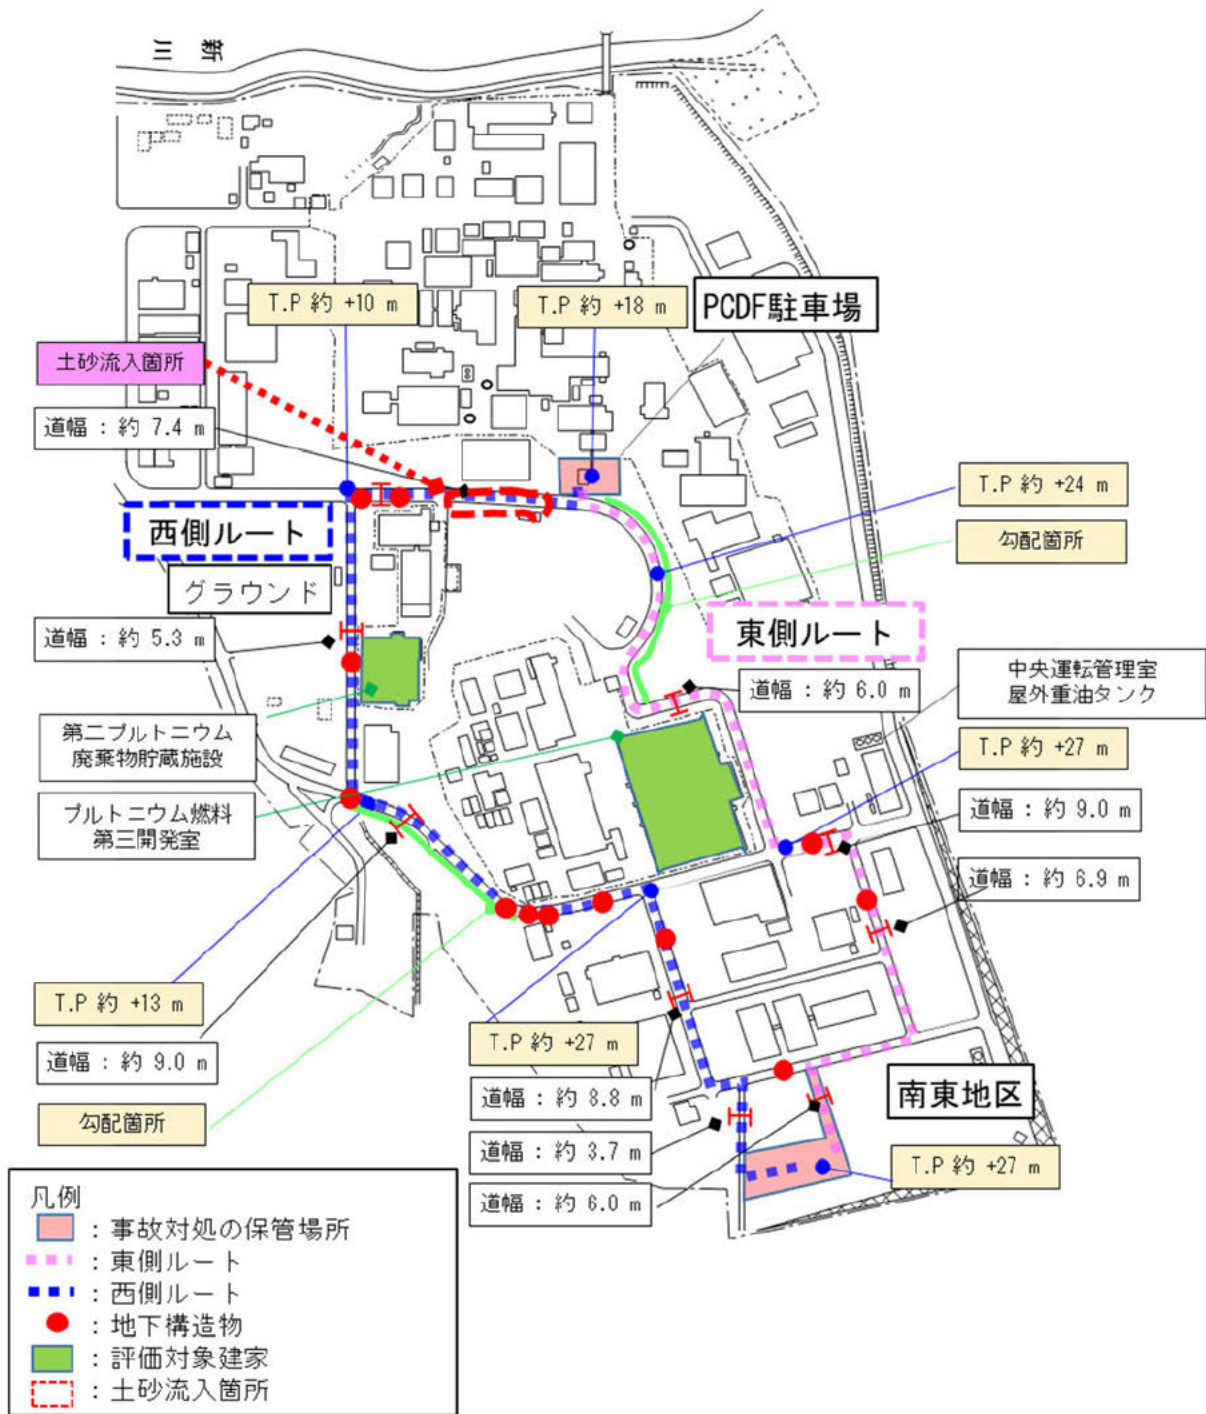 新
川
T.P 約 +10 m
T.P 約 +18 m
PCDF駐車場
土砂流入箇所
道幅：約 7.4 m
T.P 約 +24 m
西側ルート
勾配箇所
グラウンド
東側ルート
道幅：約 5.3 m
中央運転管理室
屋外重油タンク
道幅：約 6.0 m
第二プルトニウム
廃棄物貯蔵施設
T.P 約 +27 m
プルトニウム燃料
第三開発室
道幅：約 9.0 m
道幅：約 6.9 m
T.P 約 +13 m
T.P 約 +27 m
道幅：約 9.0 m
道幅：約 8.8 m
南東地区
勾配箇所
道幅：約 3.7 m
T.P 約 +27 m
道幅：約 6.0 m
凡例
：事故対処の保管場所
：東側ルート
：西側ルート
：地下構造物
：評価対象建家
：土砂流入箇所